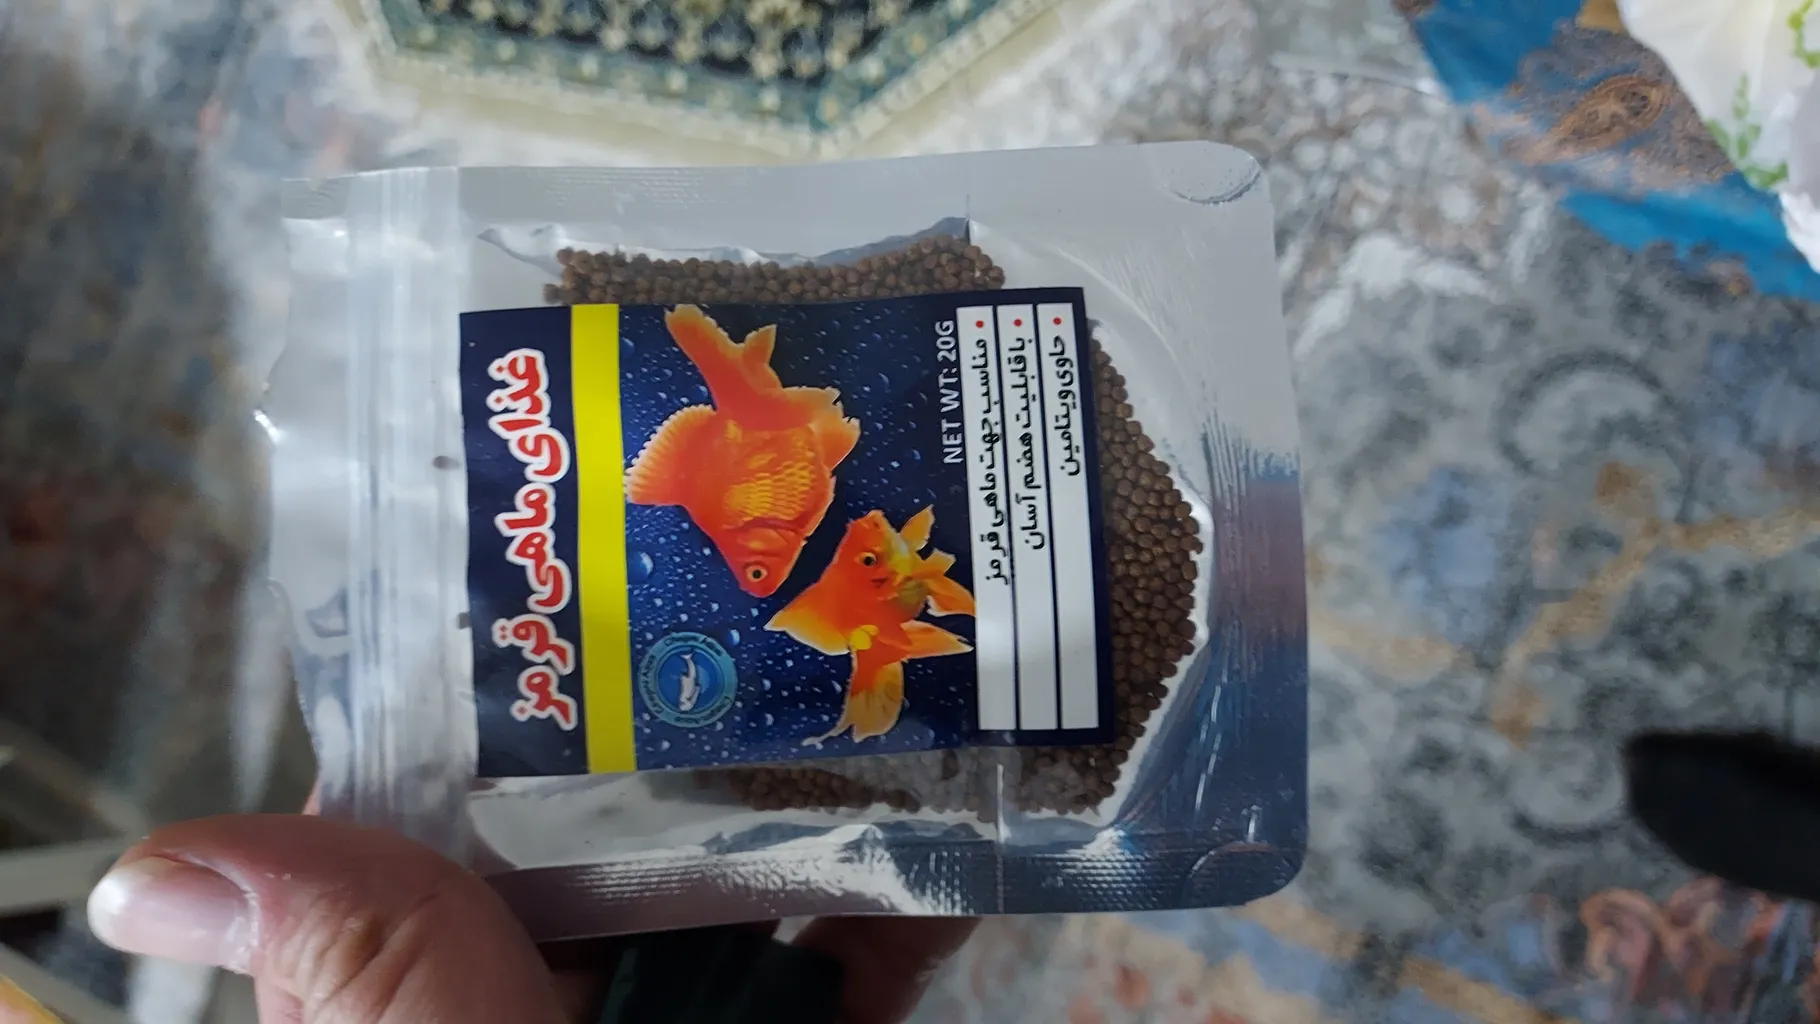 غذای ماهی قرمز
NET WT: 20G
مناسب جهت ماهی قرمز
با قابلیت هضم آسان
حاوی ویتامین